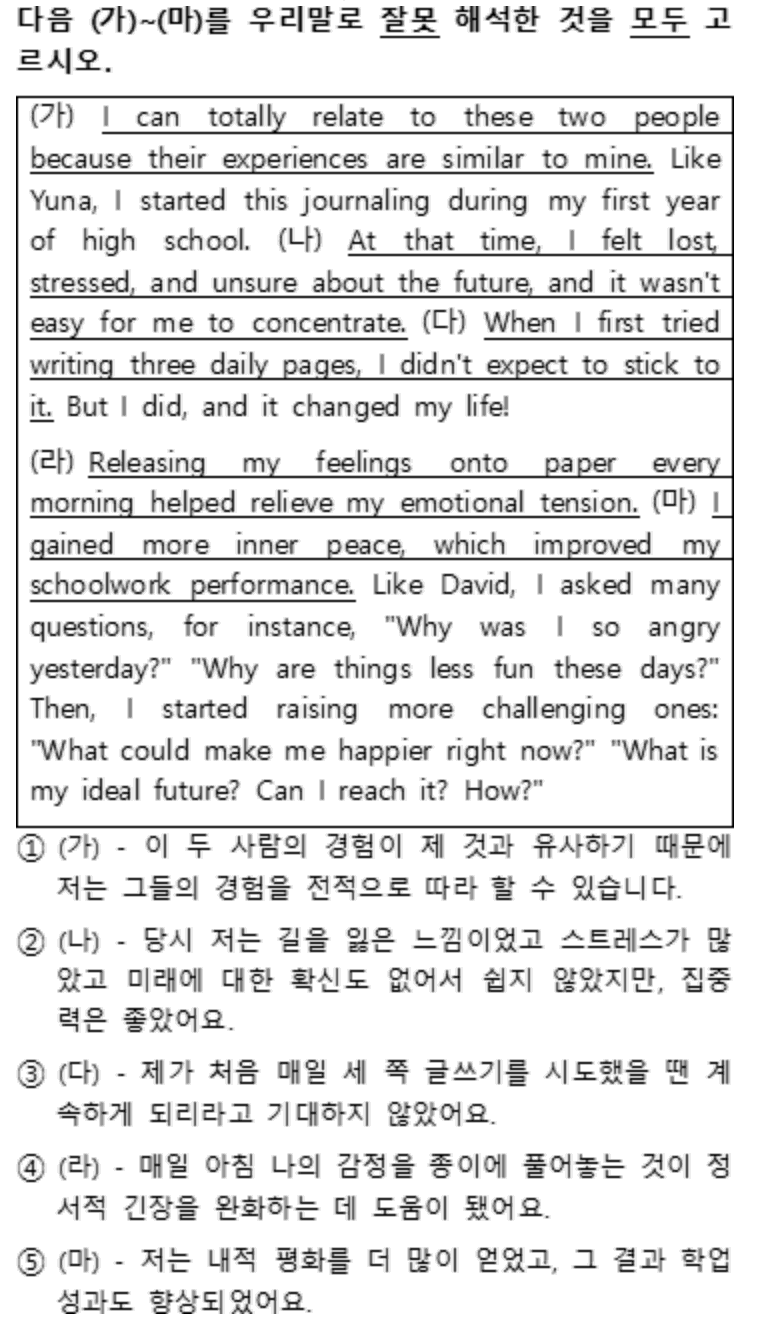 다음 (가)~(마)를 우리말로 잘못 해석한 것을 모두 고
르시오.
(가) I can totally relate to these two people
because their experiences are similar to mine. Like
Yuna, I started this journaling during my first year
of high school. (나) At that time, I felt lost,
stressed, and unsure about the future, and it wasn't
easy for me to concentrate. (다) When I first tried
writing three daily pages, I didn't expect to stick to
it. But I did, and it changed my life!
(라) Releasing my feelings onto paper every
morning helped relieve my emotional tension. (마) I
gained more inner peace, which improved my
schoolwork performance. Like David, I asked many
questions, for instance, "Why was I so angry
yesterday?" "Why are things less fun these days?"
Then, I started raising more challenging ones:
"What could make me happier right now?" "What is
my ideal future? Can I reach it? How?"
① (가) - 이 두 사람의 경험이 제 것과 유사하기 때문에
저는 그들의 경험을 전적으로 따라 할 수 있습니다.
② (나) - 당시 저는 길을 잃은 느낌이었고 스트레스가 많
았고 미래에 대한 확신도 없어서 쉽지 않았지만, 집중
력은 좋았어요.
③ (다) - 제가 처음 매일 세 쪽 글쓰기를 시도했을 땐 계
속하게 되리라고 기대하지 않았어요.
④ (라) - 매일 아침 나의 감정을 종이에 풀어놓는 것이 정
서적 긴장을 완화하는 데 도움이 됐어요.
⑤ (마) - 저는 내적 평화를 더 많이 얻었고, 그 결과 학업
성과도 향상되었어요.